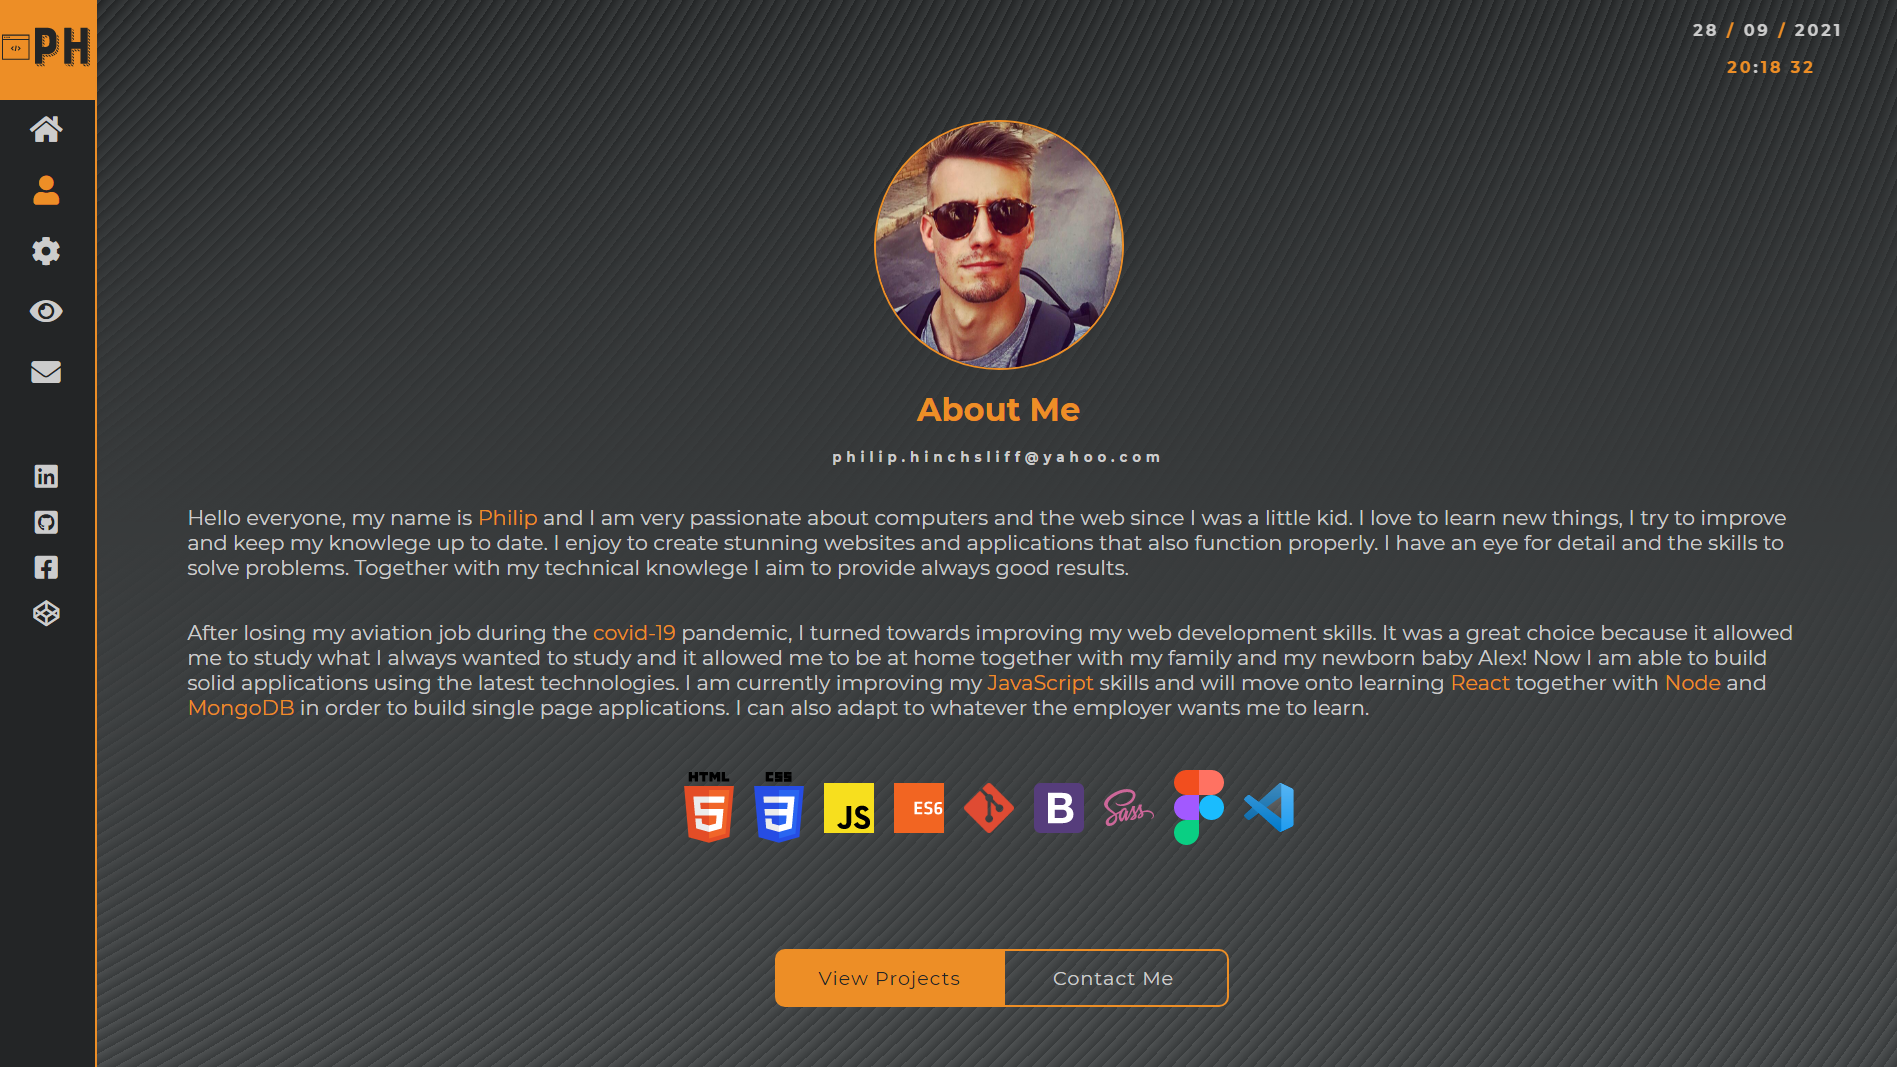 PH
28 / 09 / 2021
20:18 32
About Me
philip.hinchsliff@yahoo.com
Hello everyone, my name is Philip and I am very passionate about computers and the web since I was a little kid. I love to learn new things, I try to improve
and keep my knowlege up to date. I enjoy to create stunning websites and applications that also function properly. I have an eye for detail and the skills to
solve problems. Together with my technical knowlege I aim to provide always good results.
After losing my aviation job during the covid-19 pandemic, I turned towards improving my web development skills. It was a great choice because it allowed
me to study what I always wanted to study and it allowed me to be at home together with my family and my newborn baby Alex! Now I am able to build
solid applications using the latest technologies. I am currently improving my JavaScript skills and will move onto learning React together with Node and
MongoDB in order to build single page applications. I can also adapt to whatever the employer wants me to learn.
HTML 5 CSS 3 JS ES6 B Sass
View Projects Contact Me